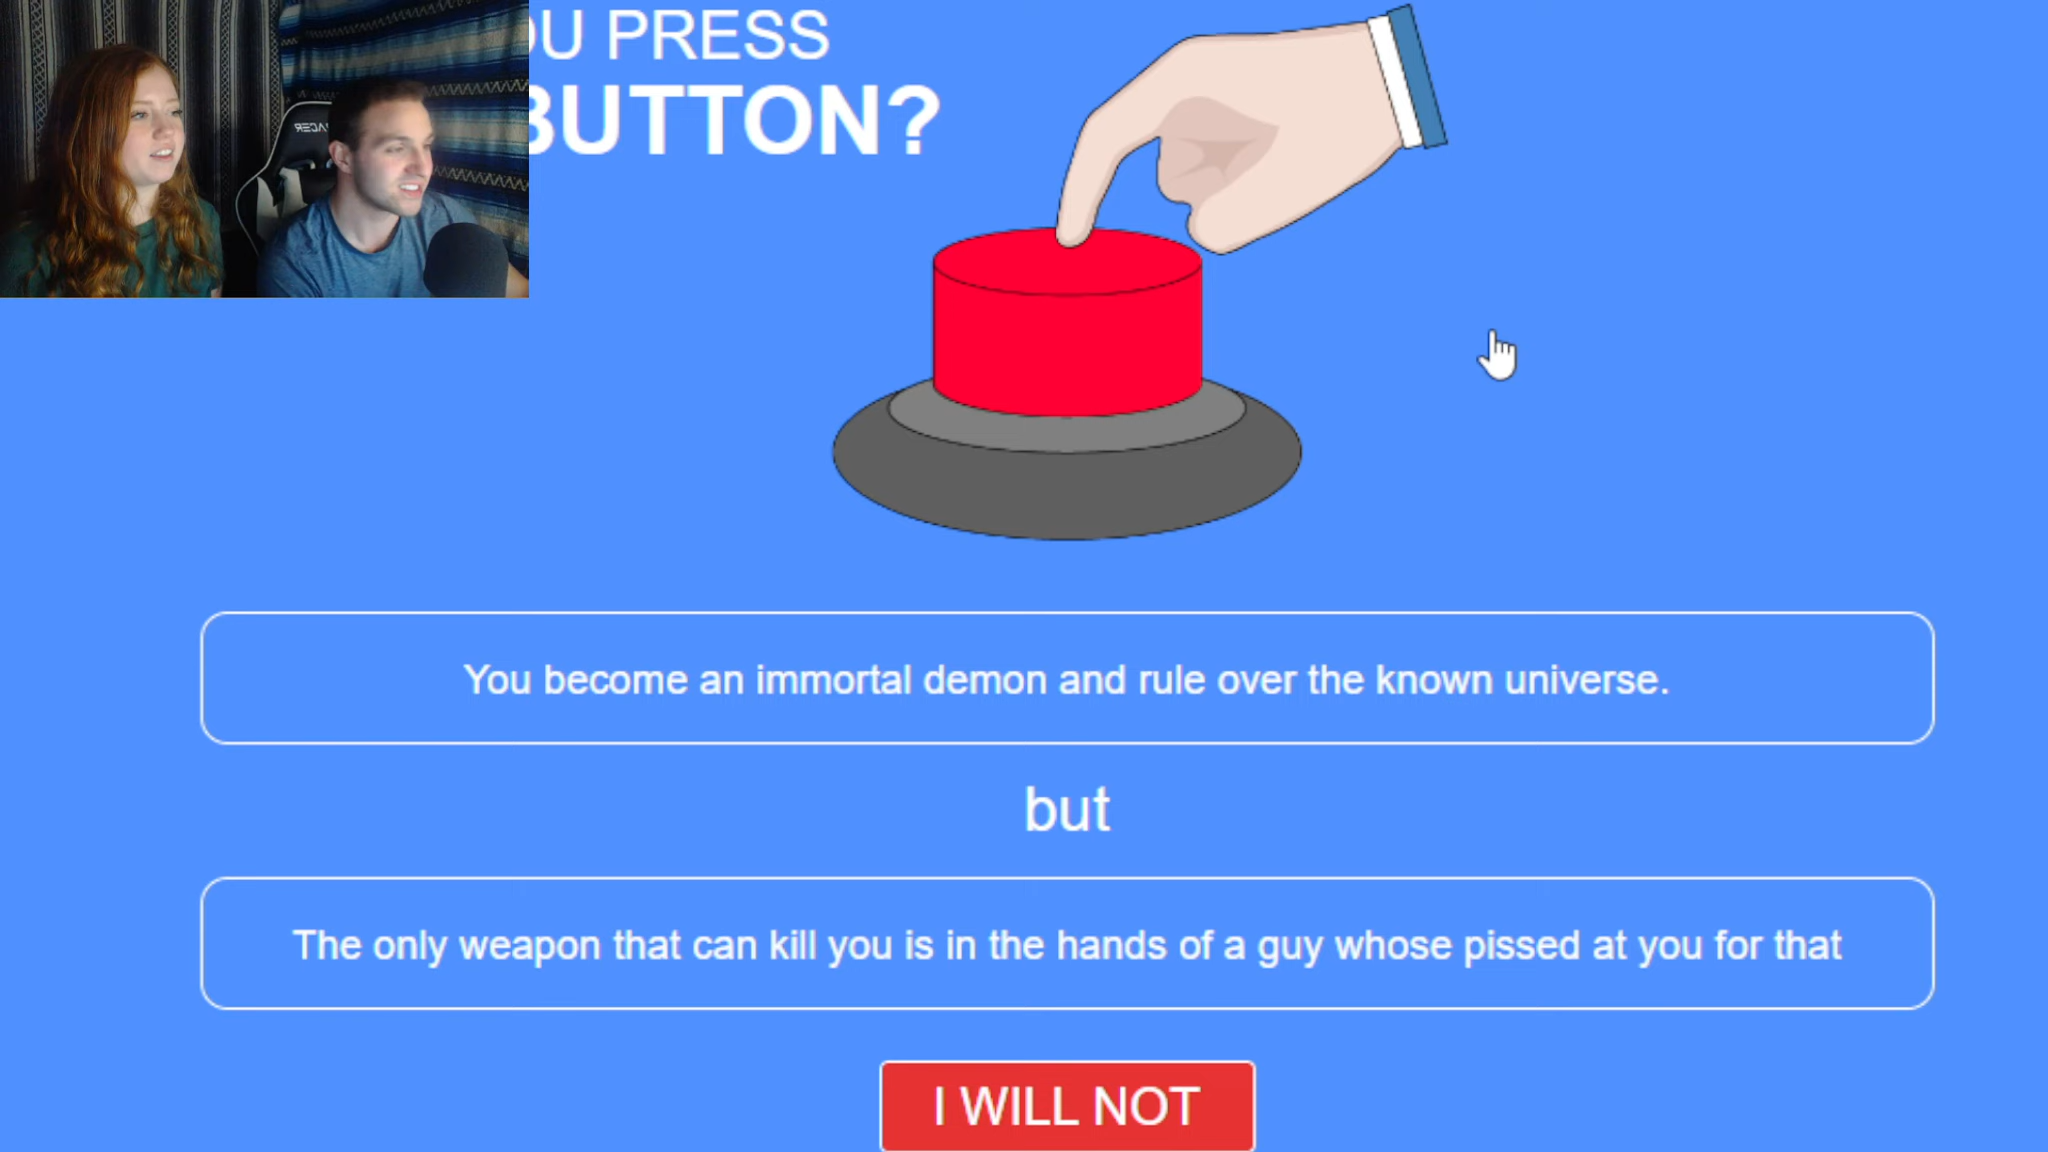 OU PRESS
BUTTON?
You become an immortal demon and rule over the known universe.
but
The only weapon that can kill you is in the hands of a guy whose pissed at you for that
I WILL NOT